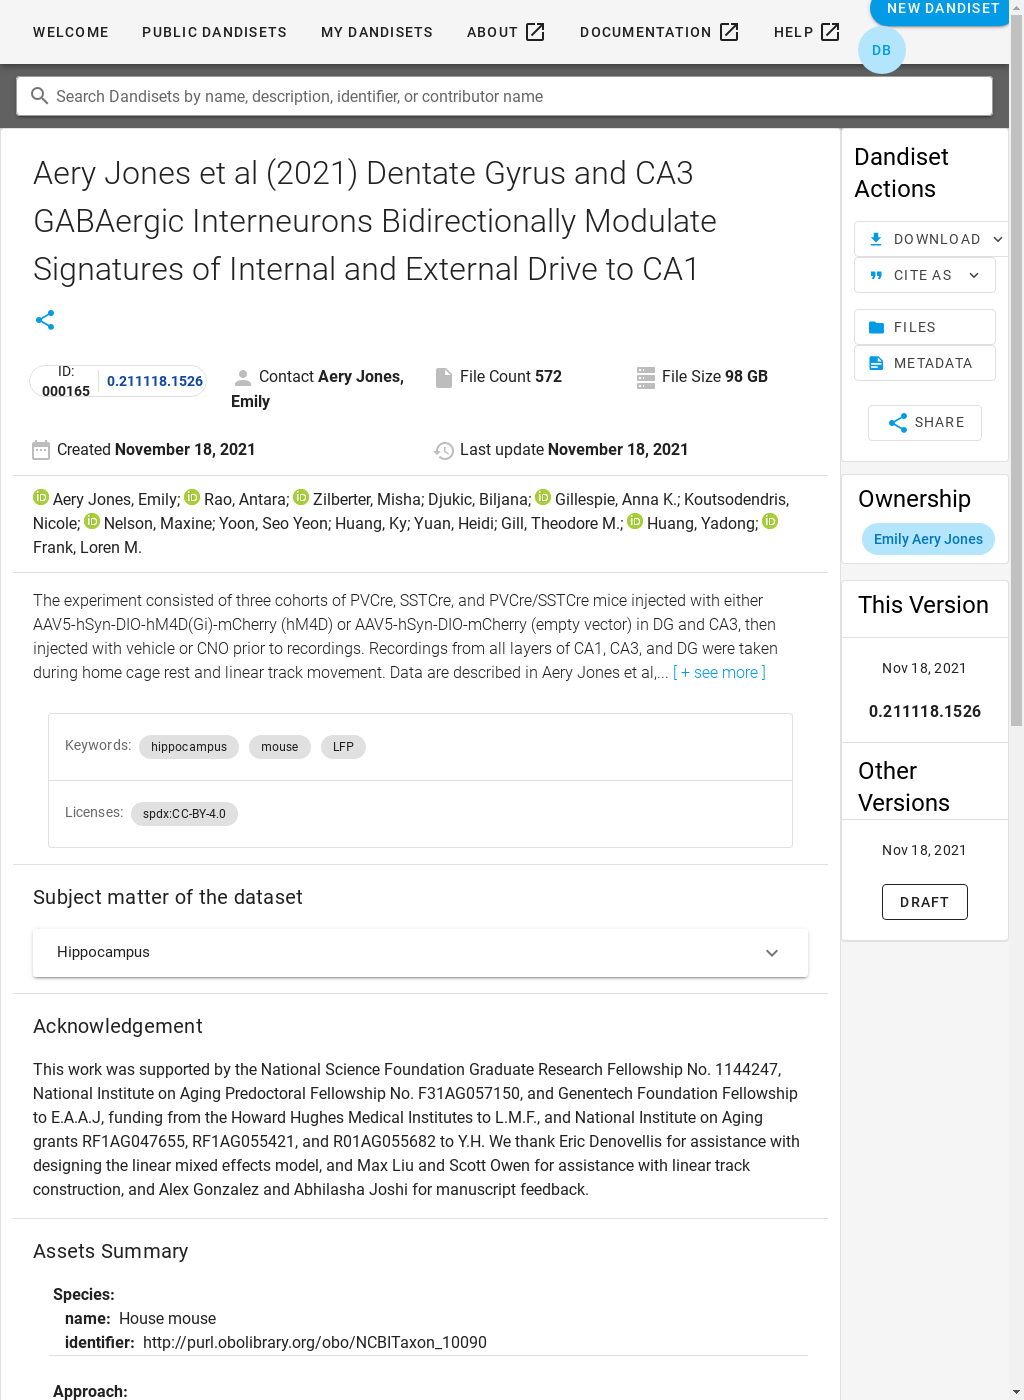 WELCOME PUBLIC DANDISETS MY DANDISETS ABOUT DOCUMENTATION HELP NEW DANDISET
DB
Search Dandisets by name, description, identifier, or contributor name
Aery Jones et al (2021) Dentate Gyrus and CA3
GABAergic Interneurons Bidirectionally Modulate
Signatures of Internal and External Drive to CA1
ID:
000165 0.211118.1526
Contact Aery Jones,
Emily
File Count 572
File Size 98 GB
Created November 18, 2021
Last update November 18, 2021
Aery Jones, Emily; Rao, Antara; Zilberter, Misha; Djukic, Biljana; Gillespie, Anna K.; Koutsodendris,
Nicole; Nelson, Maxine; Yoon, Seo Yeon; Huang, Ky; Yuan, Heidi; Gill, Theodore M.; Huang, Yadong;
Frank, Loren M.
The experiment consisted of three cohorts of PVCre, SSTCre, and PVCre/SSTCre mice injected with either
AAV5-hSyn-DIO-hM4D(Gi)-mCherry (hM4D) or AAV5-hSyn-DIO-mCherry (empty vector) in DG and CA3, then
injected with vehicle or CNO prior to recordings. Recordings from all layers of CA1, CA3, and DG were taken
during home cage rest and linear track movement. Data are described in Aery Jones et al,... [ + see more ]
Keywords: hippocampus mouse LFP
Licenses: spdx:CC-BY-4.0
Subject matter of the dataset
Hippocampus
Acknowledgement
This work was supported by the National Science Foundation Graduate Research Fellowship No. 1144247,
National Institute on Aging Predoctoral Fellowship No. F31AG057150, and Genentech Foundation Fellowship
to E.A.A.J, funding from the Howard Hughes Medical Institutes to L.M.F., and National Institute on Aging
grants RF1AG047655, RF1AG055421, and R01AG055682 to Y.H. We thank Eric Denovellis for assistance with
designing the linear mixed effects model, and Max Liu and Scott Owen for assistance with linear track
construction, and Alex Gonzalez and Abhilasha Joshi for manuscript feedback.
Assets Summary
Species:
name: House mouse
identifier: http://purl.obolibrary.org/obo/NCBITaxon_10090
Approach:
Dandiset
Actions
DOWNLOAD
CITE AS
FILES
METADATA
SHARE
Ownership
Emily Aery Jones
This Version
Nov 18, 2021
0.211118.1526
Other
Versions
Nov 18, 2021
DRAFT